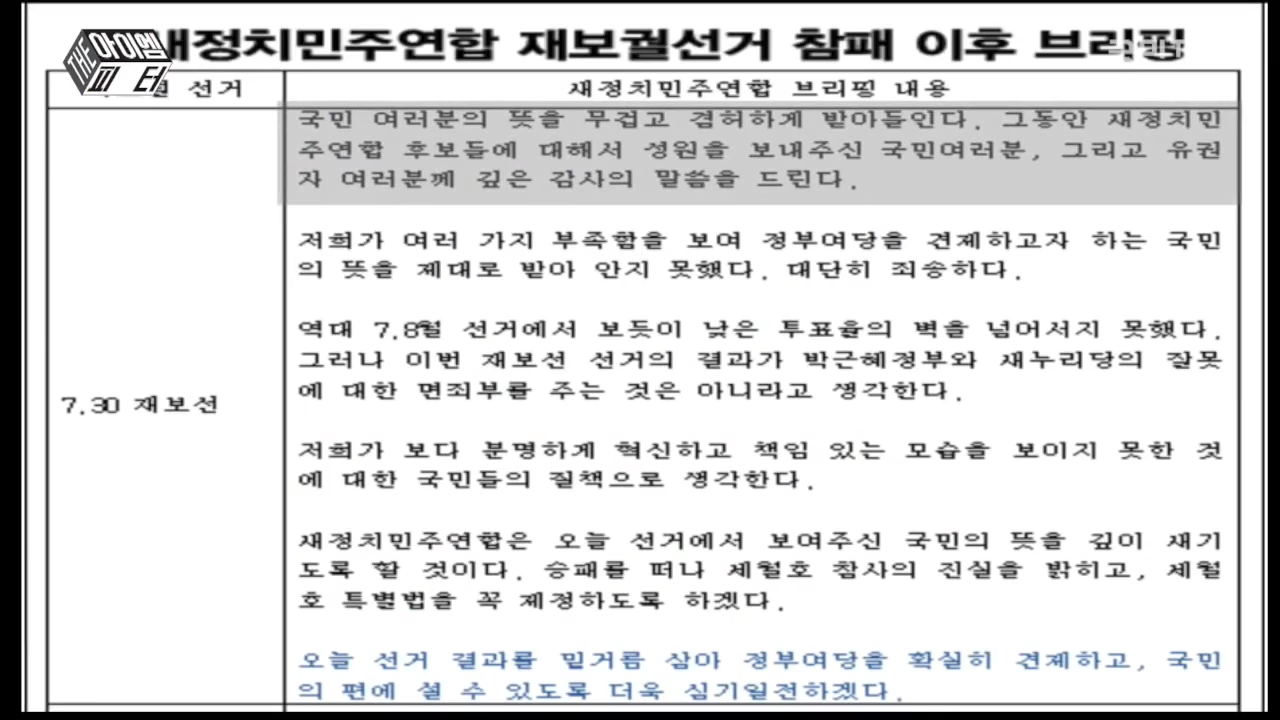 THE 아이엠
피터
새정치민주연합 재보궐선거 참패 이후 브리핑
선거
새정치민주연합 브리핑 내용
국민 여러분의 뜻을 무겁고 겸허하게 받아들인다. 그동안 새정치민
주연합 후보들에 대해서 성원을 보내주신 국민여러분, 그리고 유권
자 여러분께 깊은 감사의 말씀을 드린다.
저희가 여러 가지 부족함을 보여 정부여당을 견제하고자 하는 국민
의 뜻을 제대로 받아 안지 못했다. 대단히 죄송하다.
역대 7.8월 선거에서 보듯이 낮은 투표율의 벽을 넘어서지 못했다.
그러나 이번 재보선 선거의 결과가 박근혜정부와 새누리당의 잘못
에 대한 면죄부를 주는 것은 아니라고 생각한다.
7.30 재보선
저희가 보다 분명하게 혁신하고 책임 있는 모습을 보이지 못한 것
에 대한 국민들의 질책으로 생각한다.
새정치민주연합은 오늘 선거에서 보여주신 국민의 뜻을 깊이 새기
도록 할 것이다. 승패를 떠나 세월호 참사의 진실을 밝히고, 세월
호 특별법을 꼭 제정하도록 하겠다.
오늘 선거 결과를 밑거름 삼아 정부여당을 확실히 견제하고, 국민
의 편에 설 수 있도록 더욱 심기일전하겠다.